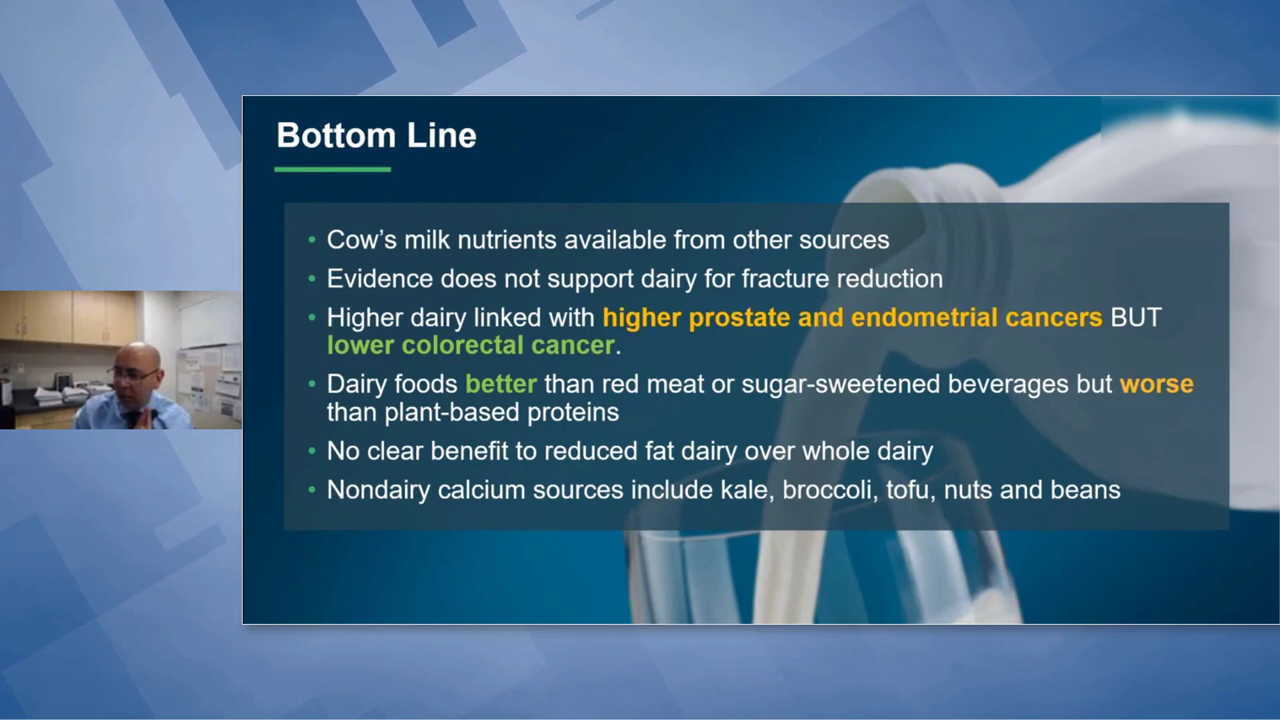 Bottom Line
• Cow's milk nutrients available from other sources
• Evidence does not support dairy for fracture reduction
• Higher dairy linked with higher prostate and endometrial cancers BUT
lower colorectal cancer.
• Dairy foods better than red meat or sugar-sweetened beverages but worse
than plant-based proteins
• No clear benefit to reduced fat dairy over whole dairy
• Nondairy calcium sources include kale, broccoli, tofu, nuts and beans